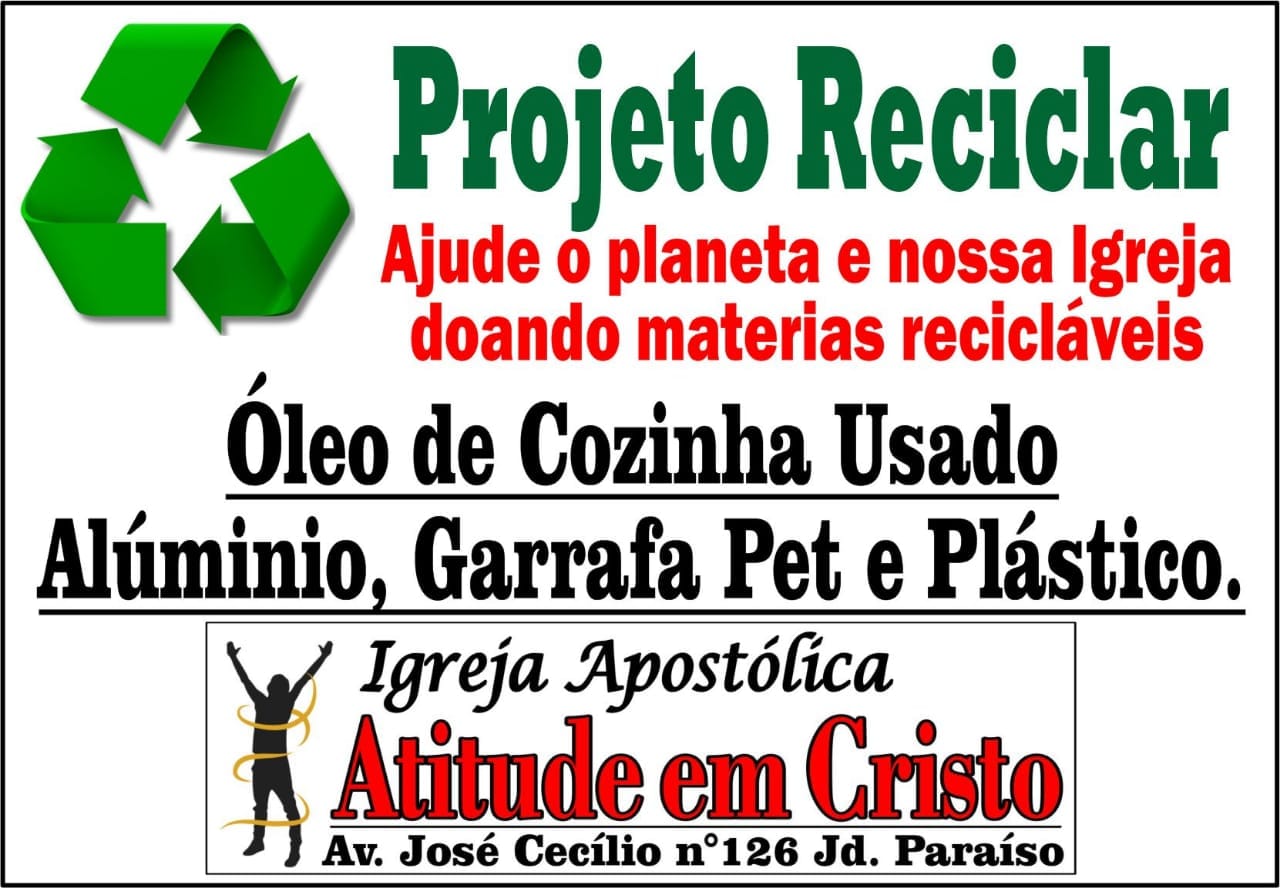 Projeto Reciclar
Ajude o planeta e nossa Igreja
doando materias recicláveis
Óleo de Cozinha Usado
Alúminio, Garrafa Pet e Plástico.
Igreja Apostólica
Atitude em Cristo
Av. José Cecílio n°126 Jd. Paraíso